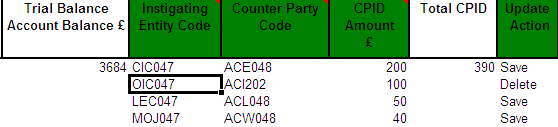 Trial Balance Account Balance £ Instigating Entity Code Counter Party Code CPID Amount £ Total CPID Update Action
3684 CIC047 ACE048 200 390 Save
OIC047 ACI202 100 Delete
LEC047 ACL048 50 Save
MOJ047 ACW048 40 Save